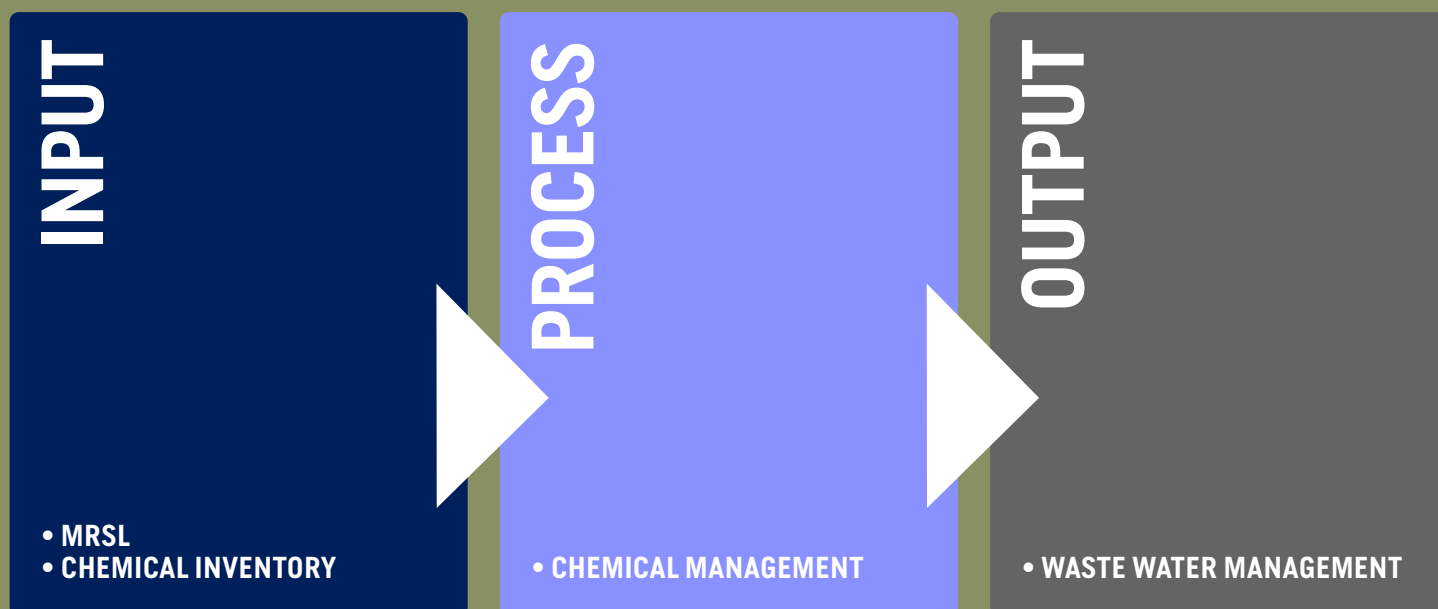 INPUT
• MRSL
• CHEMICAL INVENTORY
PROCESS
• CHEMICAL MANAGEMENT
OUTPUT
• WASTE WATER MANAGEMENT